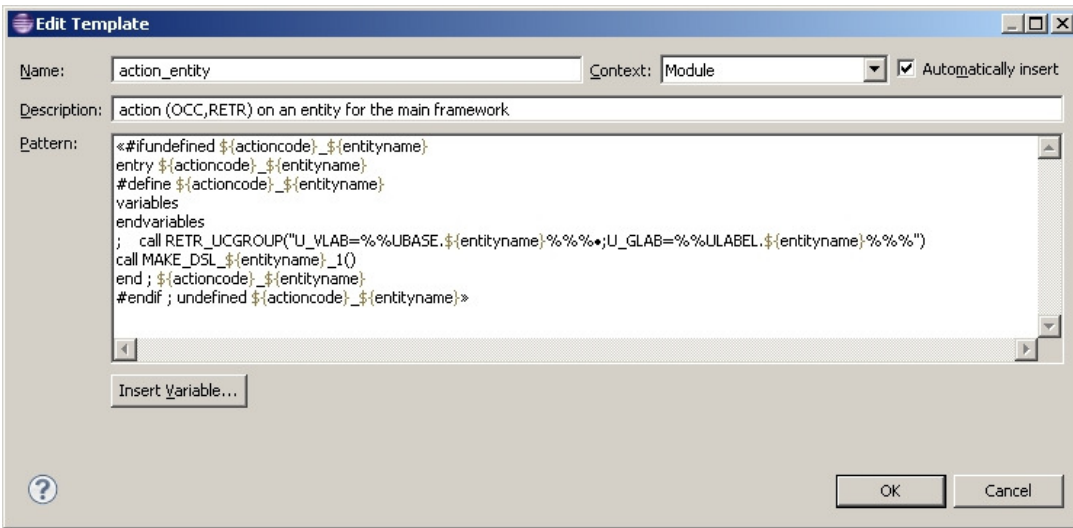 Edit Template
Name: action_entity Context: Module Automatically insert
Description: action (OCC,RETR) on an entity for the main framework
Pattern: «#ifundefined ${actioncode}_${entityname}
entry ${actioncode}_${entityname}
#define ${actioncode}_${entityname}
variables
endvariables
;    call RETR_UCGROUP("U_VLAB=%%UBASE.${entityname}%%%•;U_GLAB=%%ULABEL.${entityname}%%%")
call MAKE_DSL_${entityname}_1()
end ; ${actioncode}_${entityname}
#endif ; undefined ${actioncode}_${entityname}»
Insert Variable...
?
OK Cancel